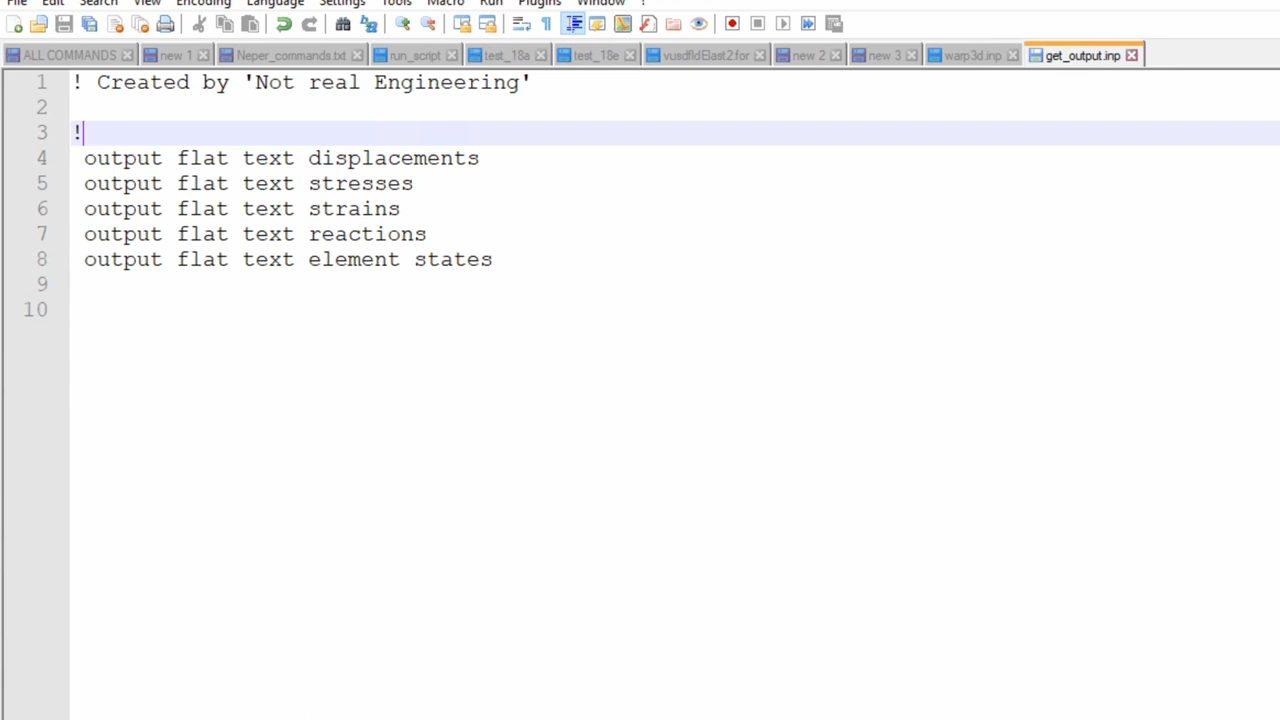 File Edit Search View Encoding Language Settings Tools Macro Run Plugins Window ?
ALL COMMANDS new 1 Neper_commands.txt run_script test_18a test_18e vusdfldElast2.for new 2 new 3 warp3d.inp get_output.inp
1 ! Created by 'Not real Engineering'
2
3 !
4 output flat text displacements
5 output flat text stresses
6 output flat text strains
7 output flat text reactions
8 output flat text element states
9
10